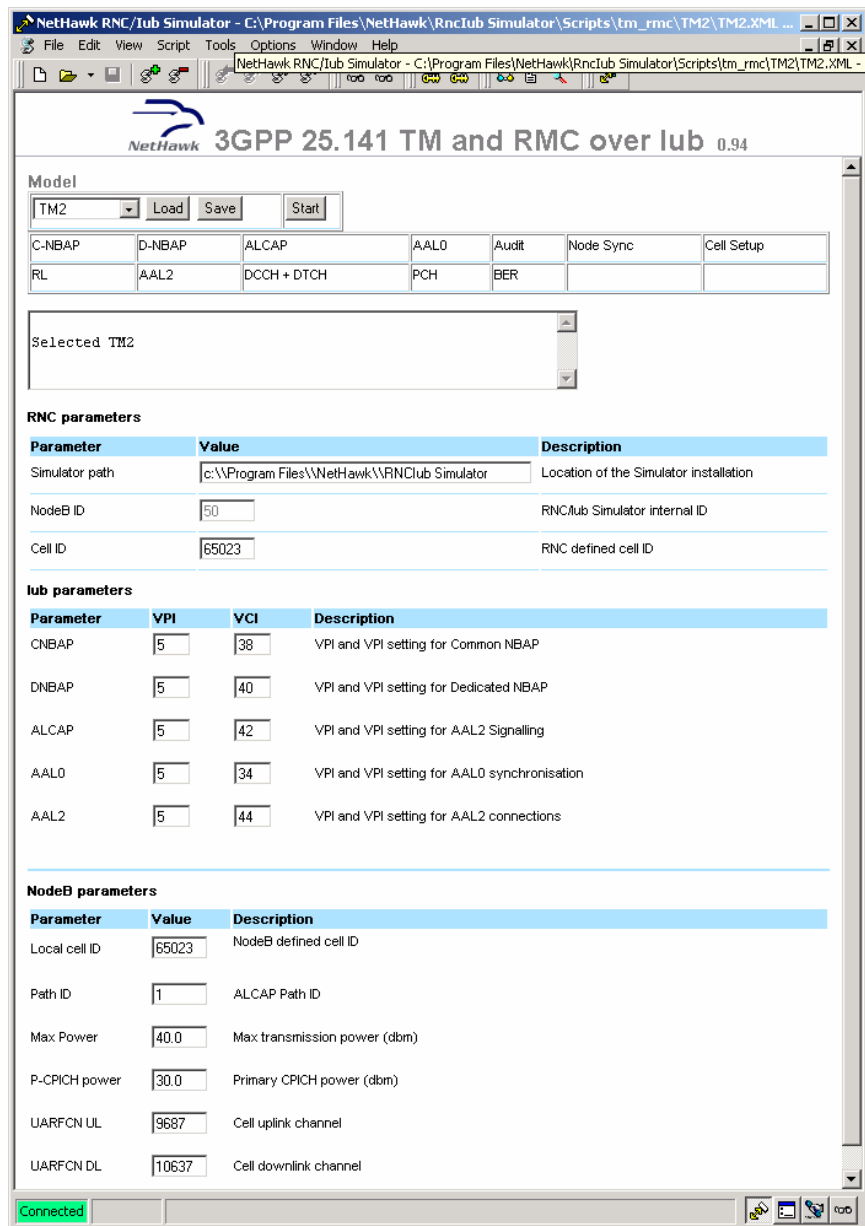 NetHawk RNC/Iub Simulator - C:\Program Files\NetHawk\RncIub Simulator\Scripts\tm_rmc\TM2\TM2.XML ...
File Edit View Script Tools Options Window Help
NetHawk RNC/Iub Simulator - C:\Program Files\NetHawk\RncIub Simulator\Scripts\tm_rmc\TM2\TM2.XML -
NetHawk 3GPP 25.141 TM and RMC over Iub 0.94
Model
TM2 Load Save Start
C-NBAP D-NBAP ALCAP AAL0 Audit Node Sync Cell Setup
RL AAL2 DCCH + DTCH PCH BER
Selected TM2
RNC parameters
Parameter Value Description
Simulator path c:\\Program Files\\NetHawk\\RNCIub Simulator Location of the Simulator installation
NodeB ID 50 RNC/Iub Simulator internal ID
Cell ID 65023 RNC defined cell ID
Iub parameters
Parameter VPI VCI Description
CNBAP 5 38 VPI and VPI setting for Common NBAP
DNBAP 5 40 VPI and VPI setting for Dedicated NBAP
ALCAP 5 42 VPI and VPI setting for AAL2 Signalling
AAL0 5 34 VPI and VPI setting for AAL0 synchronisation
AAL2 5 44 VPI and VPI setting for AAL2 connections
NodeB parameters
Parameter Value Description
Local cell ID 65023 NodeB defined cell ID
Path ID 1 ALCAP Path ID
Max Power 40.0 Max transmission power (dbm)
P-CPICH power 30.0 Primary CPICH power (dbm)
UARFCN UL 9687 Cell uplink channel
UARFCN DL 10637 Cell downlink channel
Connected